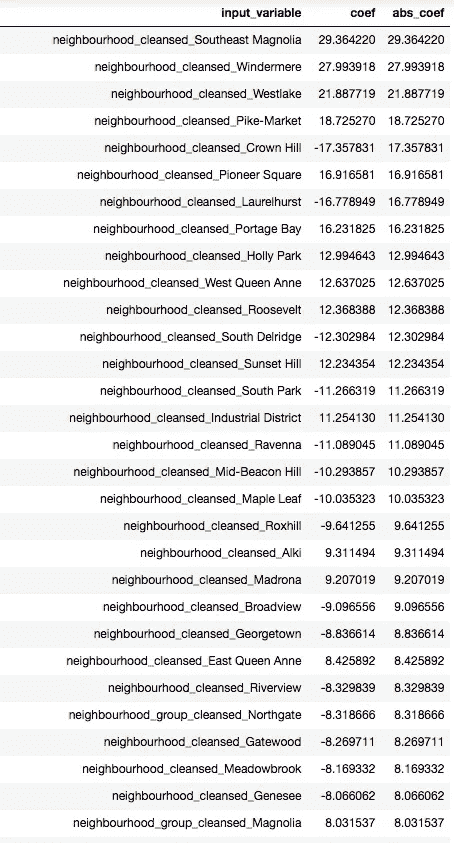 input_variable coef abs_coef
neighbourhood_cleansed_Southeast Magnolia 29.364220 29.364220
neighbourhood_cleansed_Windermere 27.993918 27.993918
neighbourhood_cleansed_Westlake 21.887719 21.887719
neighbourhood_cleansed_Pike-Market 18.725270 18.725270
neighbourhood_cleansed_Crown Hill -17.357831 17.357831
neighbourhood_cleansed_Pioneer Square 16.916581 16.916581
neighbourhood_cleansed_Laurelhurst -16.778949 16.778949
neighbourhood_cleansed_Portage Bay 16.231825 16.231825
neighbourhood_cleansed_Holly Park 12.994643 12.994643
neighbourhood_cleansed_West Queen Anne 12.637025 12.637025
neighbourhood_cleansed_Roosevelt 12.368388 12.368388
neighbourhood_cleansed_South Delridge -12.302984 12.302984
neighbourhood_cleansed_Sunset Hill 12.234354 12.234354
neighbourhood_cleansed_South Park -11.266319 11.266319
neighbourhood_cleansed_Industrial District 11.254130 11.254130
neighbourhood_cleansed_Ravenna -11.089045 11.089045
neighbourhood_cleansed_Mid-Beacon Hill -10.293857 10.293857
neighbourhood_cleansed_Maple Leaf -10.035323 10.035323
neighbourhood_cleansed_Roxhill -9.641255 9.641255
neighbourhood_cleansed_Alki 9.311494 9.311494
neighbourhood_cleansed_Madrona 9.207019 9.207019
neighbourhood_cleansed_Broadview -9.096556 9.096556
neighbourhood_cleansed_Georgetown -8.836614 8.836614
neighbourhood_cleansed_East Queen Anne 8.425892 8.425892
neighbourhood_cleansed_Riverview -8.329839 8.329839
neighbourhood_group_cleansed_Northgate -8.318666 8.318666
neighbourhood_cleansed_Gatewood -8.269711 8.269711
neighbourhood_cleansed_Meadowbrook -8.169332 8.169332
neighbourhood_cleansed_Genesee -8.066062 8.066062
neighbourhood_group_cleansed_Magnolia 8.031537 8.031537